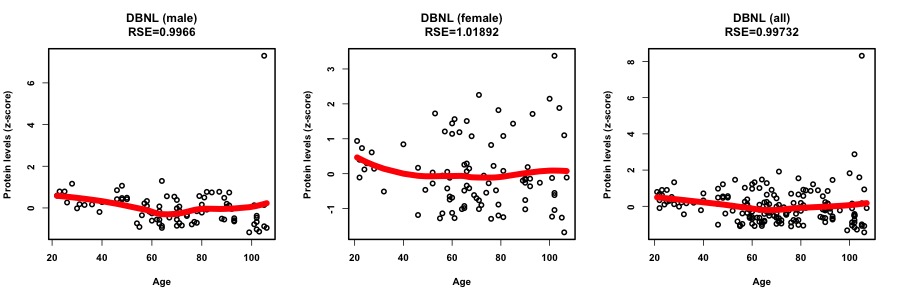 DBNL (male)
RSE=0.9966
Protein levels (z-score)
6
4
2
0
20 40 60 80 100
Age
DBNL (female)
RSE=1.01892
Protein levels (z-score)
3
2
1
0
-1
20 40 60 80 100
Age
DBNL (all)
RSE=0.99732
Protein levels (z-score)
8
6
4
2
0
20 40 60 80 100
Age